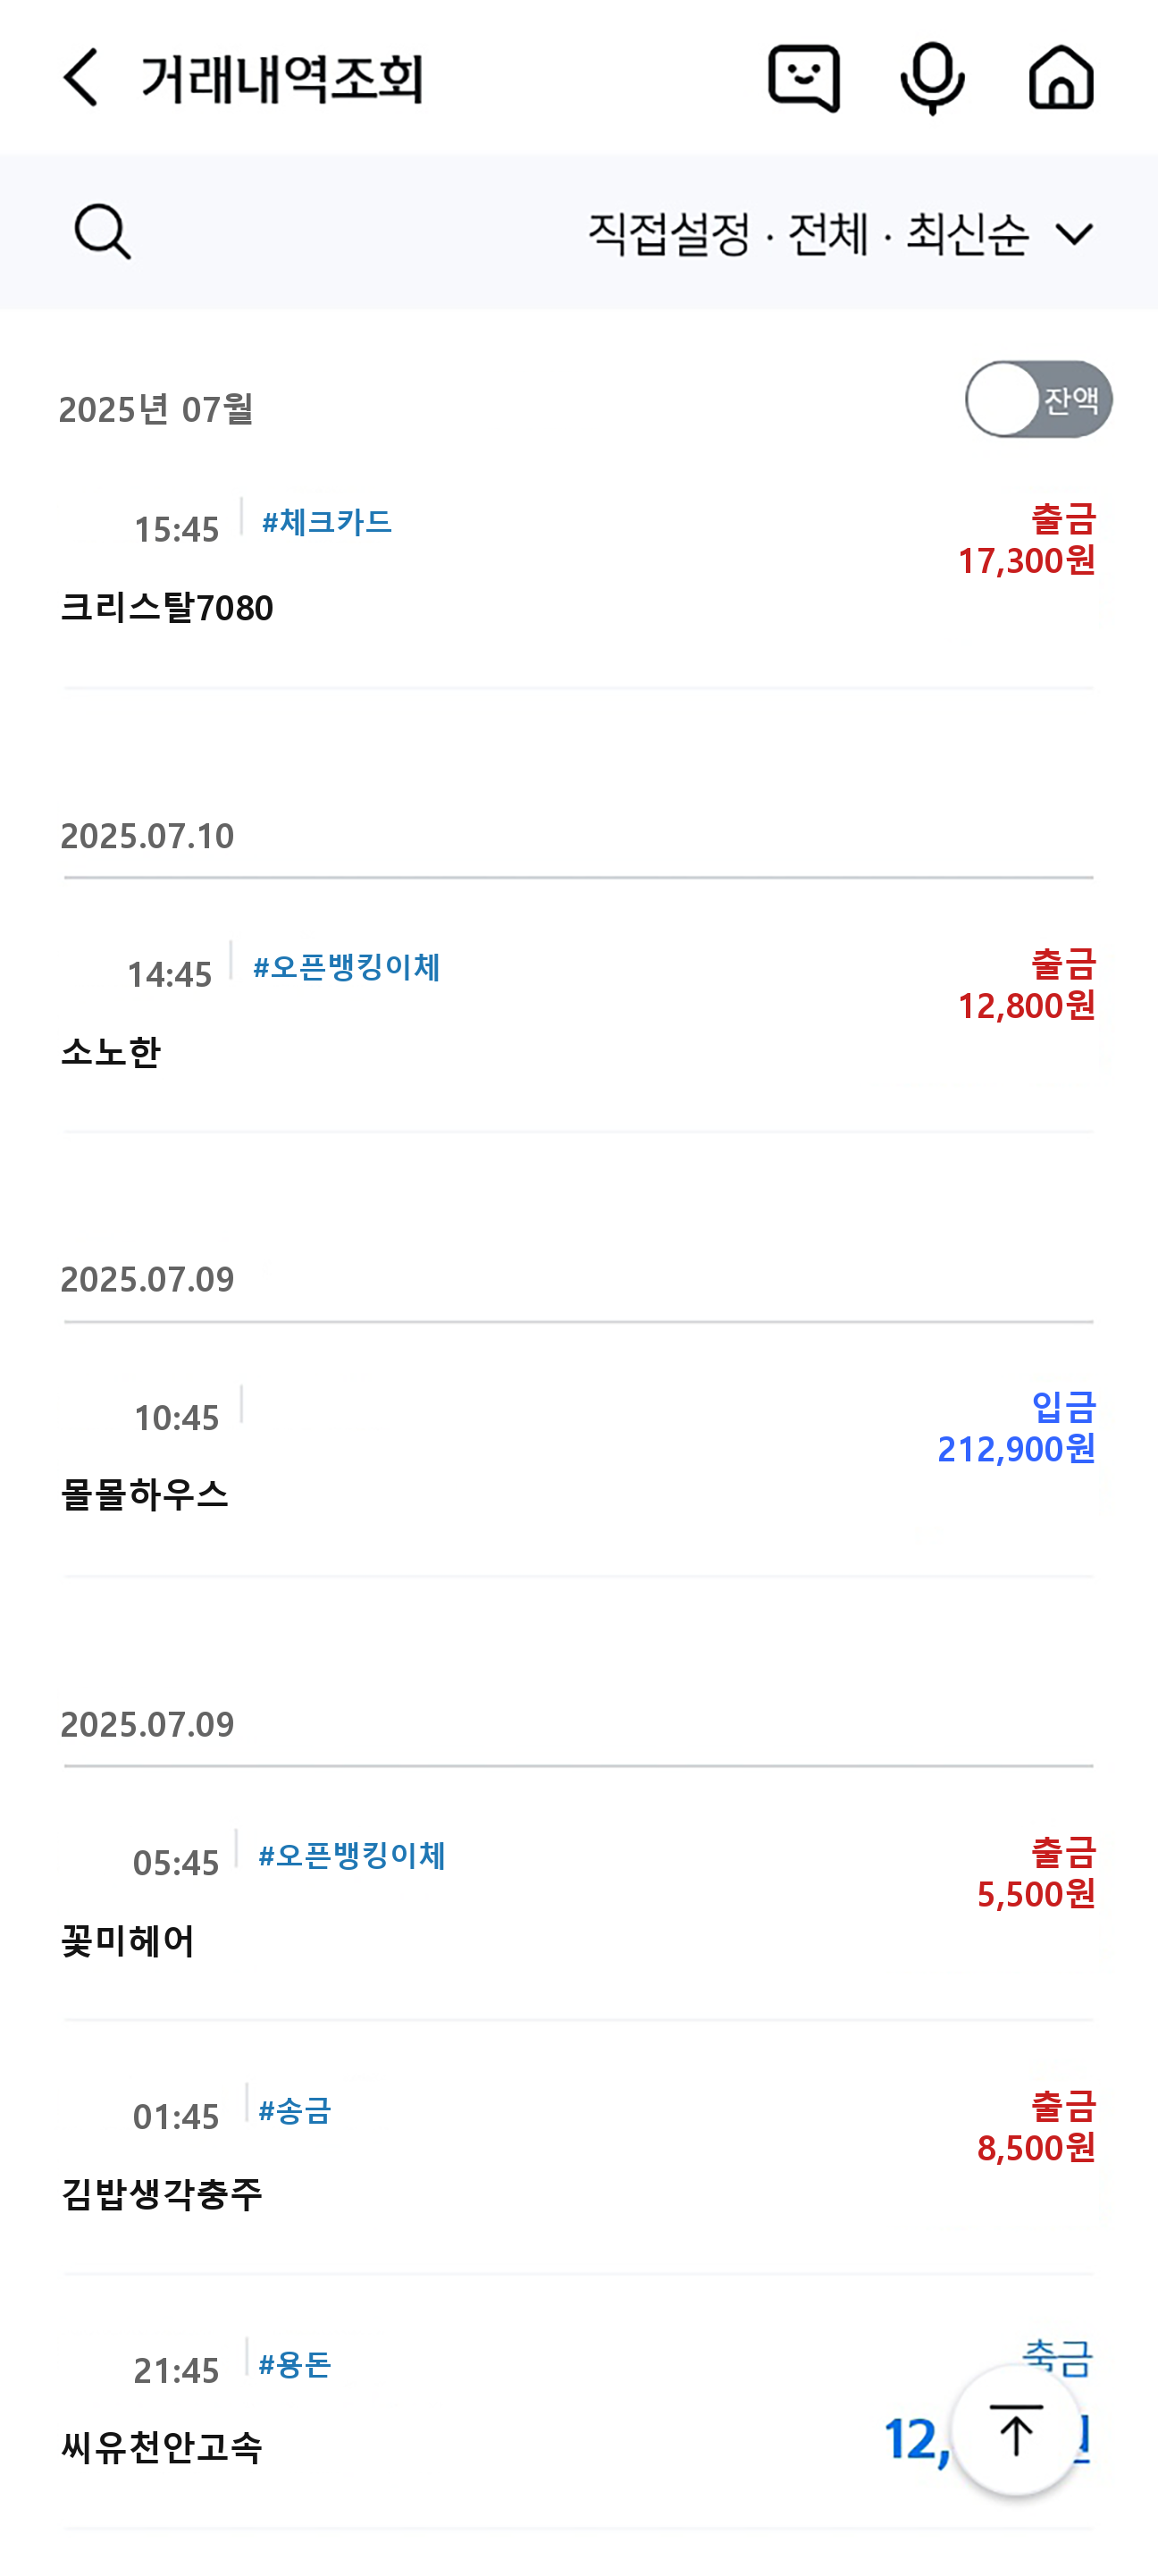 거래내역조회
직접설정 · 전체 · 최신순
2025년 07월
잔액
15:45 #체크카드
출금
17,300원
크리스탈7080
2025.07.10
14:45 #오픈뱅킹이체
출금
12,800원
소노한
2025.07.09
10:45
입금
212,900원
몰몰하우스
2025.07.09
05:45 #오픈뱅킹이체
출금
5,500원
꽃미헤어
01:45 #송금
출금
8,500원
김밥생각충주
21:45 #용돈
12,
씨유천안고속